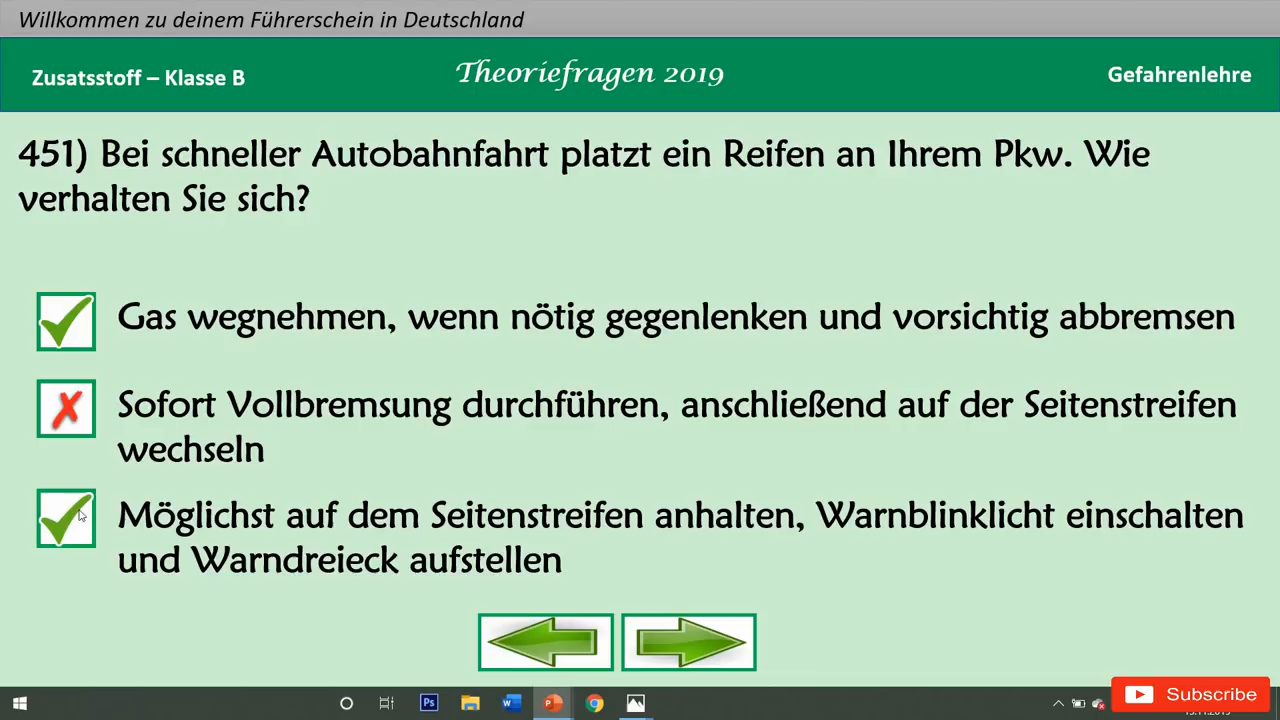 Willkommen zu deinem Führerschein in Deutschland
Zusatsstoff – Klasse B
Theoriefragen 2019
Gefahrenlehre
451) Bei schneller Autobahnfahrt platzt ein Reifen an Ihrem Pkw. Wie
verhalten Sie sich?
Gas wegnehmen, wenn nötig gegenlenken und vorsichtig abbremsen
Sofort Vollbremsung durchführen, anschließend auf der Seitenstreifen
wechseln
Möglichst auf dem Seitenstreifen anhalten, Warnblinklicht einschalten
und Warndreieck aufstellen
Subscribe